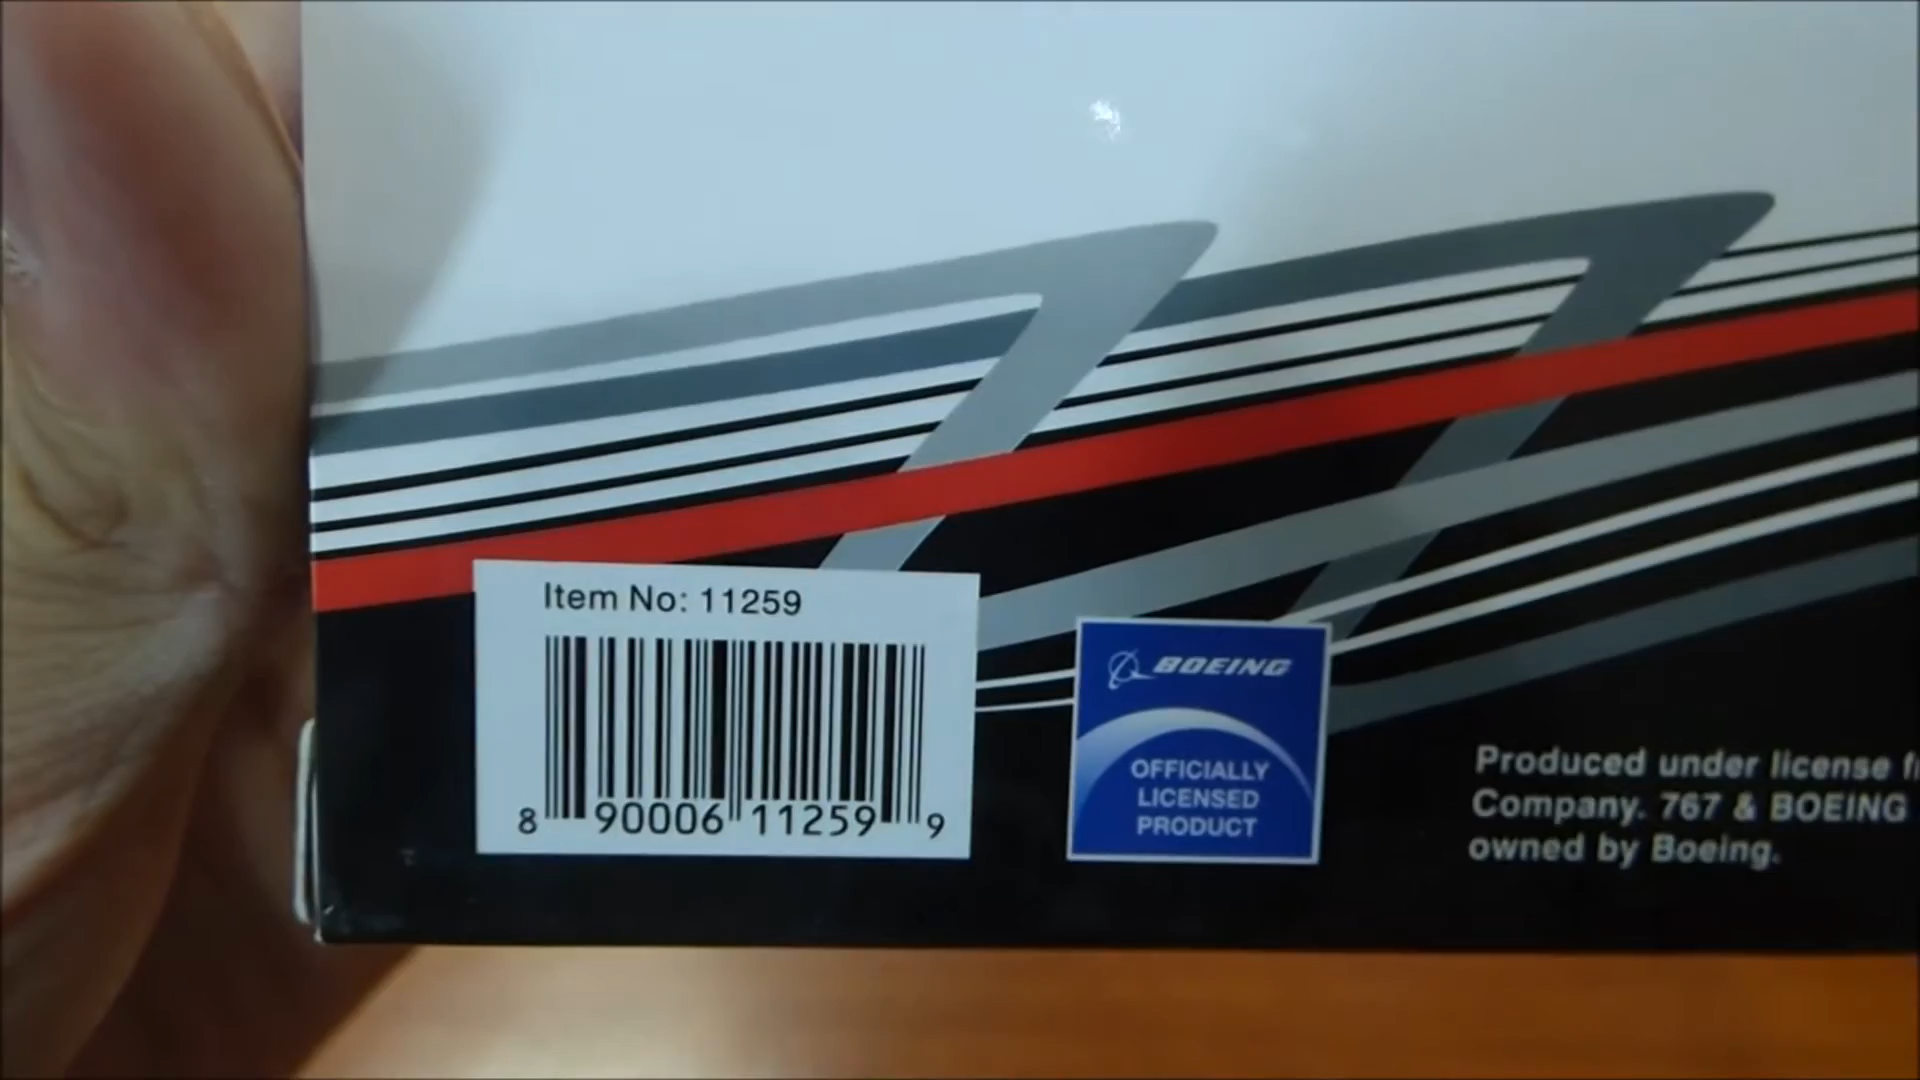 Item No: 11259
8 90006 11259 9
BOEING
OFFICIALLY
LICENSED
PRODUCT
Produced under license
Company. 767 & BOEING
owned by Boeing.